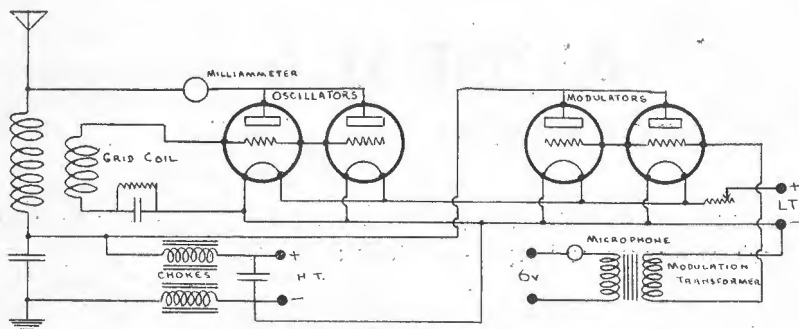 MILLIAMMETER
OSCILLATORS
MODULATORS
GRID COIL
+
LT
-
MICROPHONE
+
CHOKES
H T.
6v
MODULATION
TRANSFORMER
-